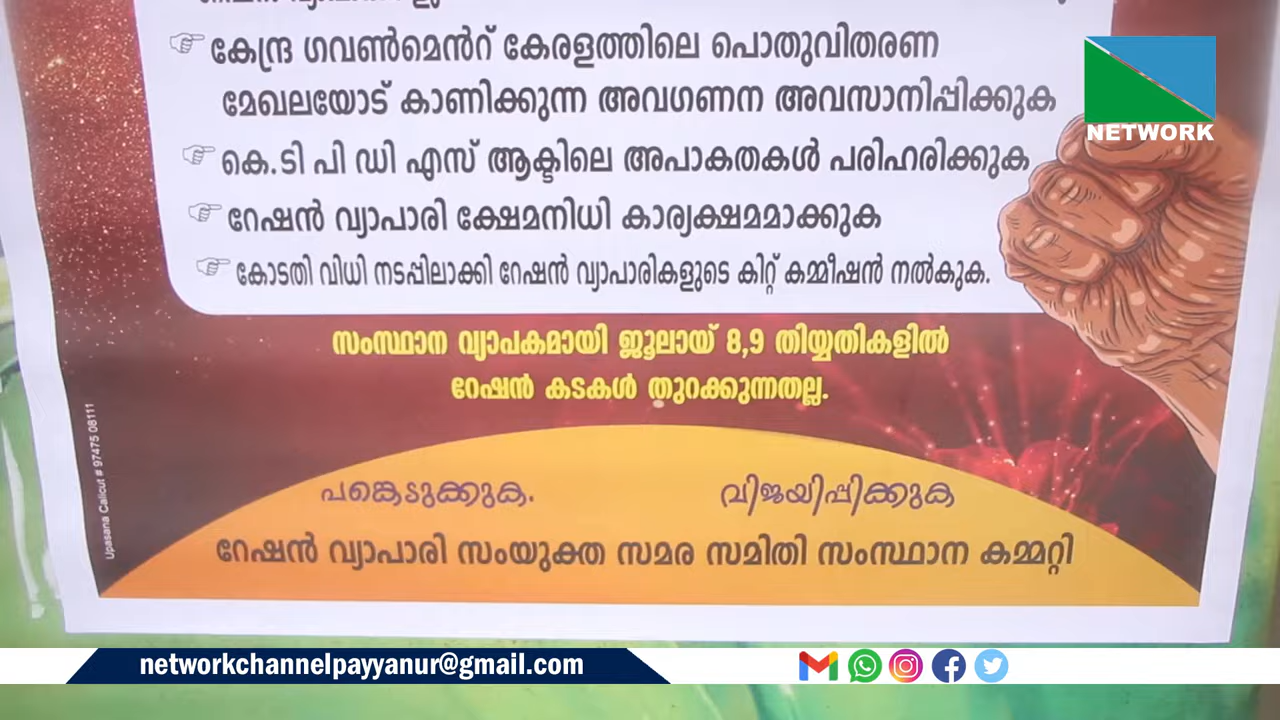 കേന്ദ്ര ഗവൺമെൻറ് കേരളത്തിലെ പൊതുവിതരണ
മേഖലയോട് കാണിക്കുന്ന അവഗണന അവസാനിപ്പിക്കുക
കെ.ടി പി ഡി എസ് ആക്ടിലെ അപാകതകൾ പരിഹരിക്കുക
റേഷൻ വ്യാപാരി ക്ഷേമനിധി കാര്യക്ഷമമാക്കുക
കോടതി വിധി നടപ്പിലാക്കി റേഷൻ വ്യാപാരികളുടെ കിറ്റ് കമ്മീഷൻ നൽകുക.
സംസ്ഥാന വ്യാപകമായി ജൂലായ് 8,9 തിയ്യതികളിൽ
റേഷൻ കടകൾ തുറക്കുന്നതല്ല.
പങ്കെടുക്കുക. വിജയിപ്പിക്കുക
റേഷൻ വ്യാപാരി സംയുക്ത സമര സമിതി സംസ്ഥാന കമ്മറ്റി
Upasana Calicut # 97475 08111
NETWORK
networkchannelpayyanur@gmail.com